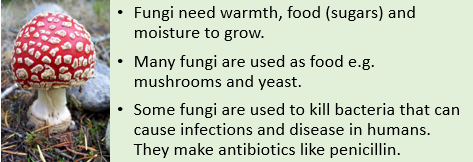 • Fungi need warmth, food (sugars) and
moisture to grow.
• Many fungi are used as food e.g.
mushrooms and yeast.
• Some fungi are used to kill bacteria that can
cause infections and disease in humans.
They make antibiotics like penicillin.